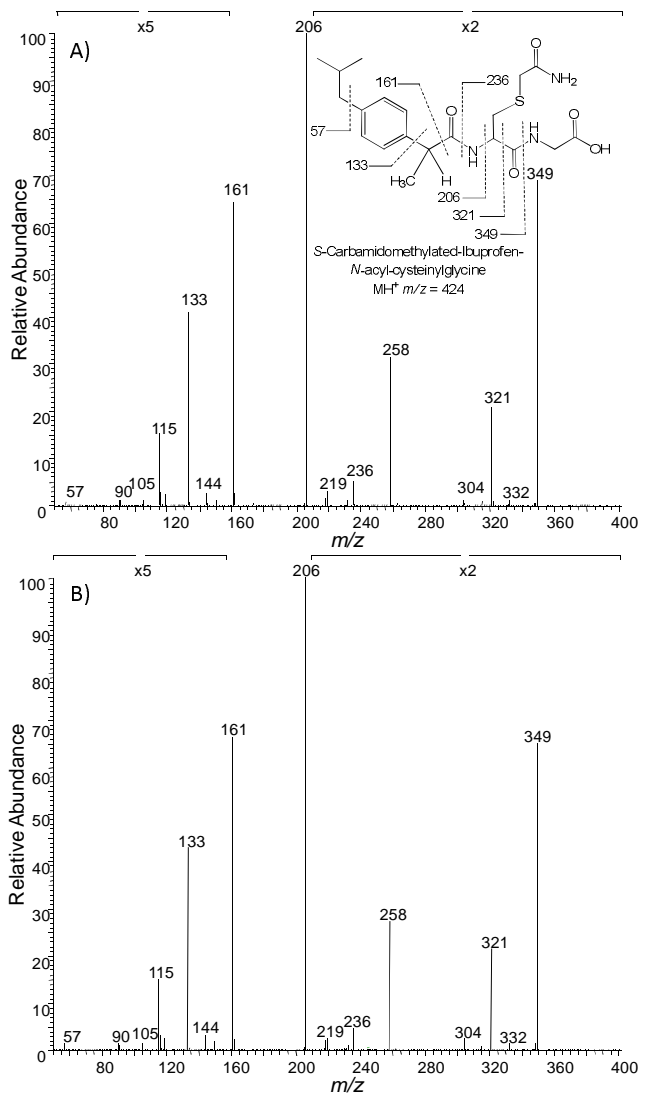 x5 206 x2
100 A)
90
80
70
60
50
40
30
20
10
0
Relative Abundance
57 90 105 115 133 144 161 219 236 258 304 321 332 349
O
NH₂
S
161 236
O
57
N
H
133
H₃C H
H
N
O
O
OH
206
321
349
S-Carbamidomethylated-Ibuprofen-
N-acyl-cysteinylglycine
MH⁺ m/z = 424
80 120 160 200 240 280 320 360 400
m/z
x5 206 x2
100 B)
90
80
70
60
50
40
30
20
10
0
Relative Abundance
57 90 105 115 133 144 161 219 236 258 304 321 332 349
80 120 160 200 240 280 320 360 400
m/z